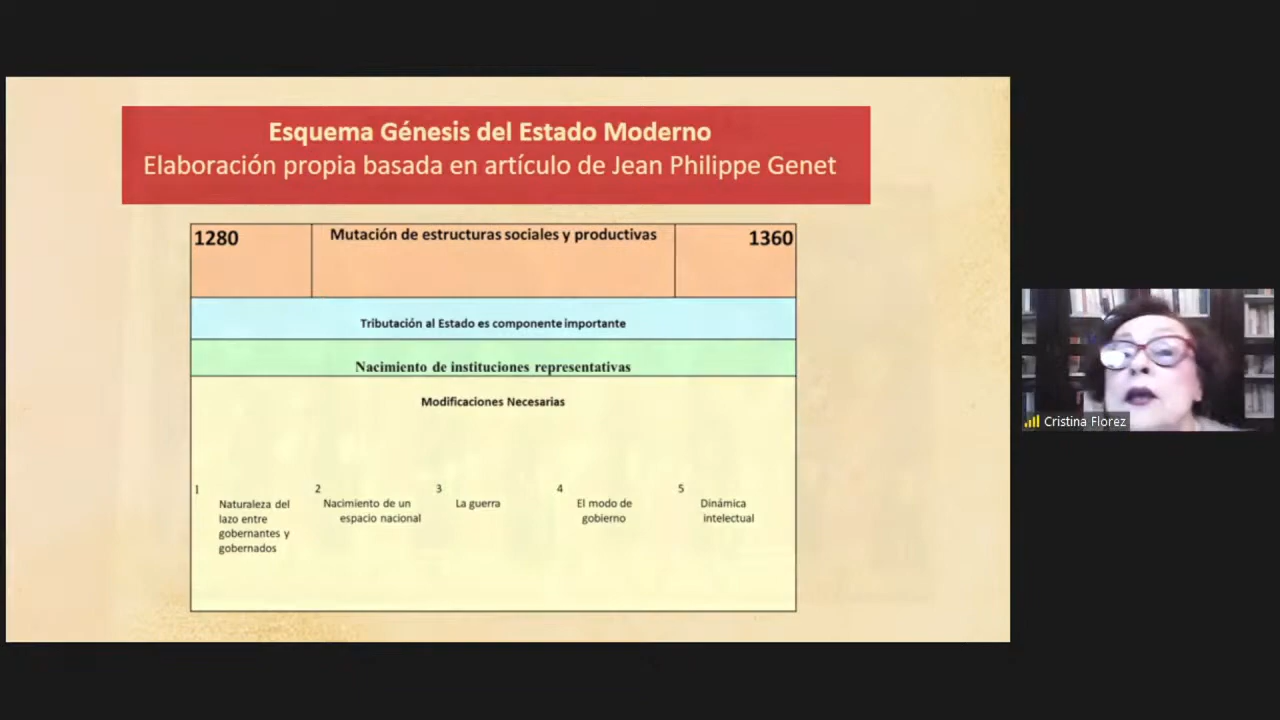 Esquema Génesis del Estado Moderno
Elaboración propia basada en artículo de Jean Philippe Genet
1280
Mutación de estructuras sociales y productivas
1360
Tributación al Estado es componente importante
Nacimiento de instituciones representativas
Modificaciones Necesarias
1
Naturaleza del
lazo entre
gobernantes y
gobernados
2
Nacimiento de un
espacio nacional
3
La guerra
4
El modo de
gobierno
5
Dinámica
intelectual
Cristina Florez